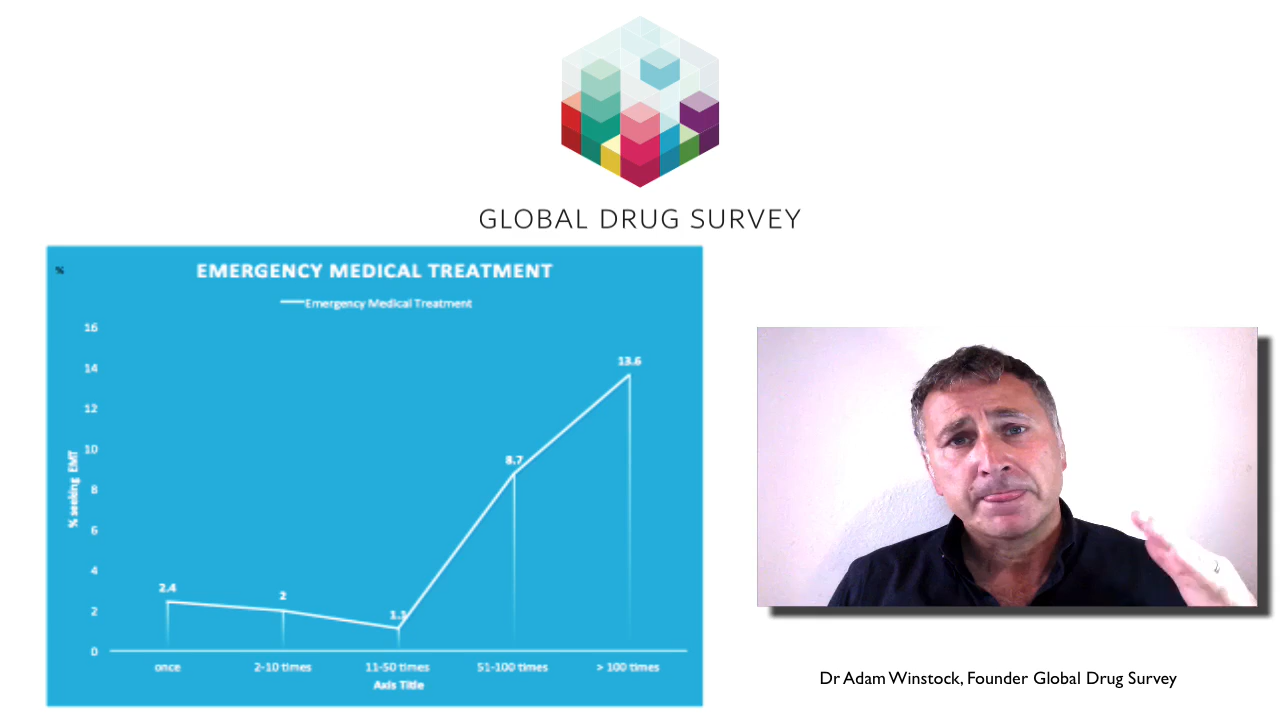 GLOBAL DRUG SURVEY
%
EMERGENCY MEDICAL TREATMENT
Emergency Medical Treatment
% seeking EMT
16
14
12
10
8
6
4
2
0
2.4
2
1.1
8.7
13.6
once
2-10 times
11-50 times
51-100 times
> 100 times
Axis Title
Dr Adam Winstock, Founder Global Drug Survey